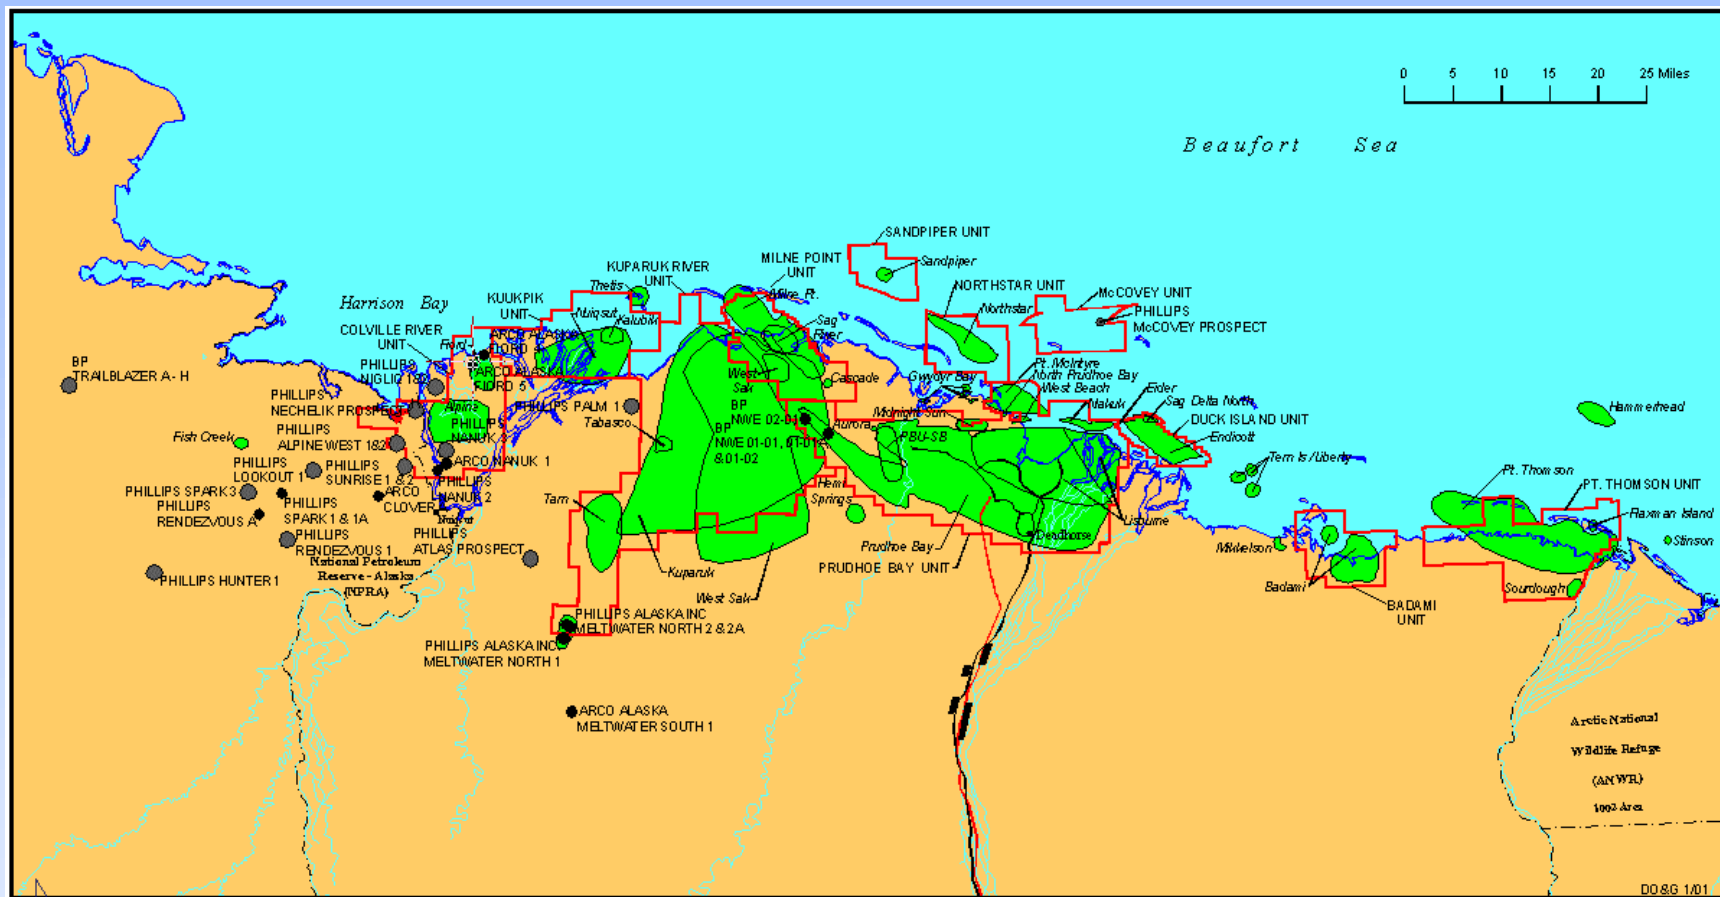 0 5 10 15 20 25 Miles
Beaufort Sea
SANDPIPER UNIT
Sandpiper
MILNE POINT
UNIT
Milne Pt.
KUPARUK RIVER
UNIT
Thetis
NORTHSTAR UNIT
Northstar
McCOVEY UNIT
PHILLIPS
McCOVEY PROSPECT
Harrison Bay
KUUKPIK
UNIT
Nuiqsut
Kalubik
COLVILLE RIVER
UNIT
Fiord
ARCO ALASKA
FIORD 4
ARCO ALASKA
FIORD 5
Sag
River
West
Sak
Cascade
BP
TRAILBLAZER A - H
PHILLIPS
NIGLIQ 1&2
PHILLIPS
NECHELIK PROSPECT
Alpine
PHILLIPS PALM 1
Tabasco
BP
NWE 02-01
BP
NWE 01-01, 01-01A
& 01-02
Aurora
Midnight Sun
PBU-SB
Gwydyr Bay
Pt. McIntyre
North Prudhoe Bay
West Beach
Niakuk
Eider
Sag Delta North
DUCK ISLAND UNIT
Endicott
Hammerhead
Fish Creek
PHILLIPS
ALPINE WEST 1&2
PHILLIPS
NANUK 3
PHILLIPS
LOOKOUT 1
PHILLIPS
SUNRISE 1 & 2
ARCO NANUK 1
PHILLIPS
NANUK 2
PHILLIPS SPARK 3
PHILLIPS
RENDEZVOUS A
PHILLIPS
SPARK 1 & 1A
ARCO
CLOVER
Nuiqsut
Tarn
Hemi
Springs
Tern Is/Liberty
Pt. Thomson
PT. THOMSON UNIT
Flaxman Island
Stinson
PHILLIPS
RENDEZVOUS 1
PHILLIPS
ATLAS PROSPECT
National Petroleum
Reserve - Alaska
(NPRA)
PHILLIPS HUNTER 1
Kuparuk
West Sak
Prudhoe Bay
PRUDHOE BAY UNIT
Deadhorse
Lisburne
Mikkelson
Badami
BADAMI
UNIT
Sourdough
PHILLIPS ALASKA INC
MELTWATER NORTH 2 & 2A
PHILLIPS ALASKA INC
MELTWATER NORTH 1
ARCO ALASKA
MELTWATER SOUTH 1
Arctic National
Wildlife Refuge
(ANWR)
1002 Area
DO&G 1/01